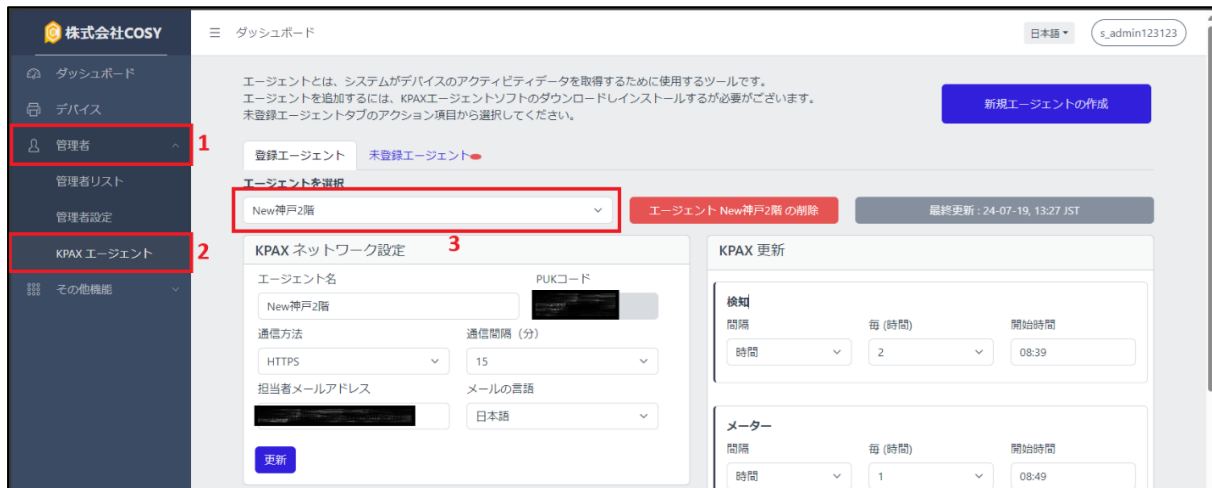 株式会社COSY
ダッシュボード
日本語
s_admin123123
ダッシュボード
デバイス
管理者
1
管理者リスト
管理者設定
KPAX エージェント
2
その他機能
エージェントとは、システムがデバイスのアクティビティデータを取得するために使用するツールです。
エージェントを追加するには、KPAXエージェントソフトのダウンロードしインストールするが必要がございます。
未登録エージェントタブのアクション項目から選択してください。
新規エージェントの作成
登録エージェント
未登録エージェント
エージェントを選択
New神戸2階
エージェント New神戸2階 の削除
最終更新 : 24-07-19, 13:27 JST
3
KPAX ネットワーク設定
エージェント名
PUKコード
New神戸2階
通信方法
通信間隔（分）
HTTPS
15
担当者メールアドレス
メールの言語
日本語
更新
KPAX 更新
検知
間隔
毎 (時間)
開始時間
時間
2
08:39
メーター
間隔
毎 (時間)
開始時間
時間
1
08:49